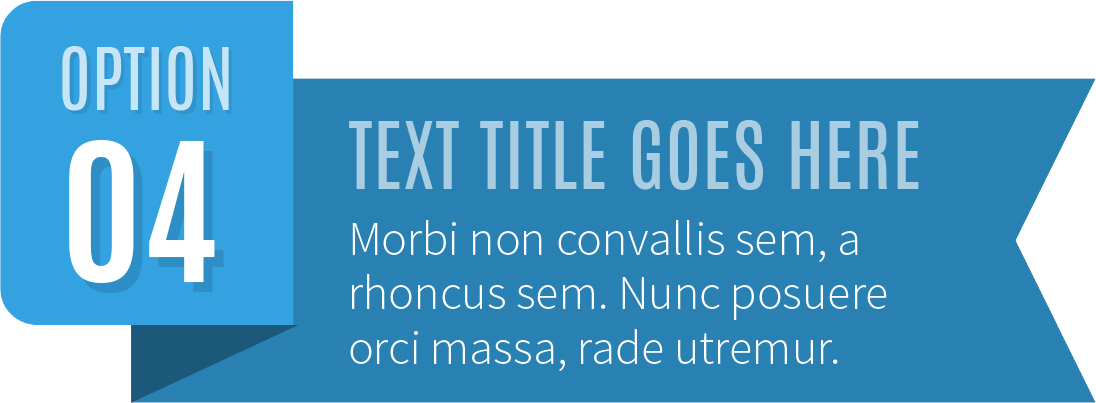 OPTION
04
TEXT TITLE GOES HERE
Morbi non convallis sem, a
rhoncus sem. Nunc posuere
orci massa, rade utremur.